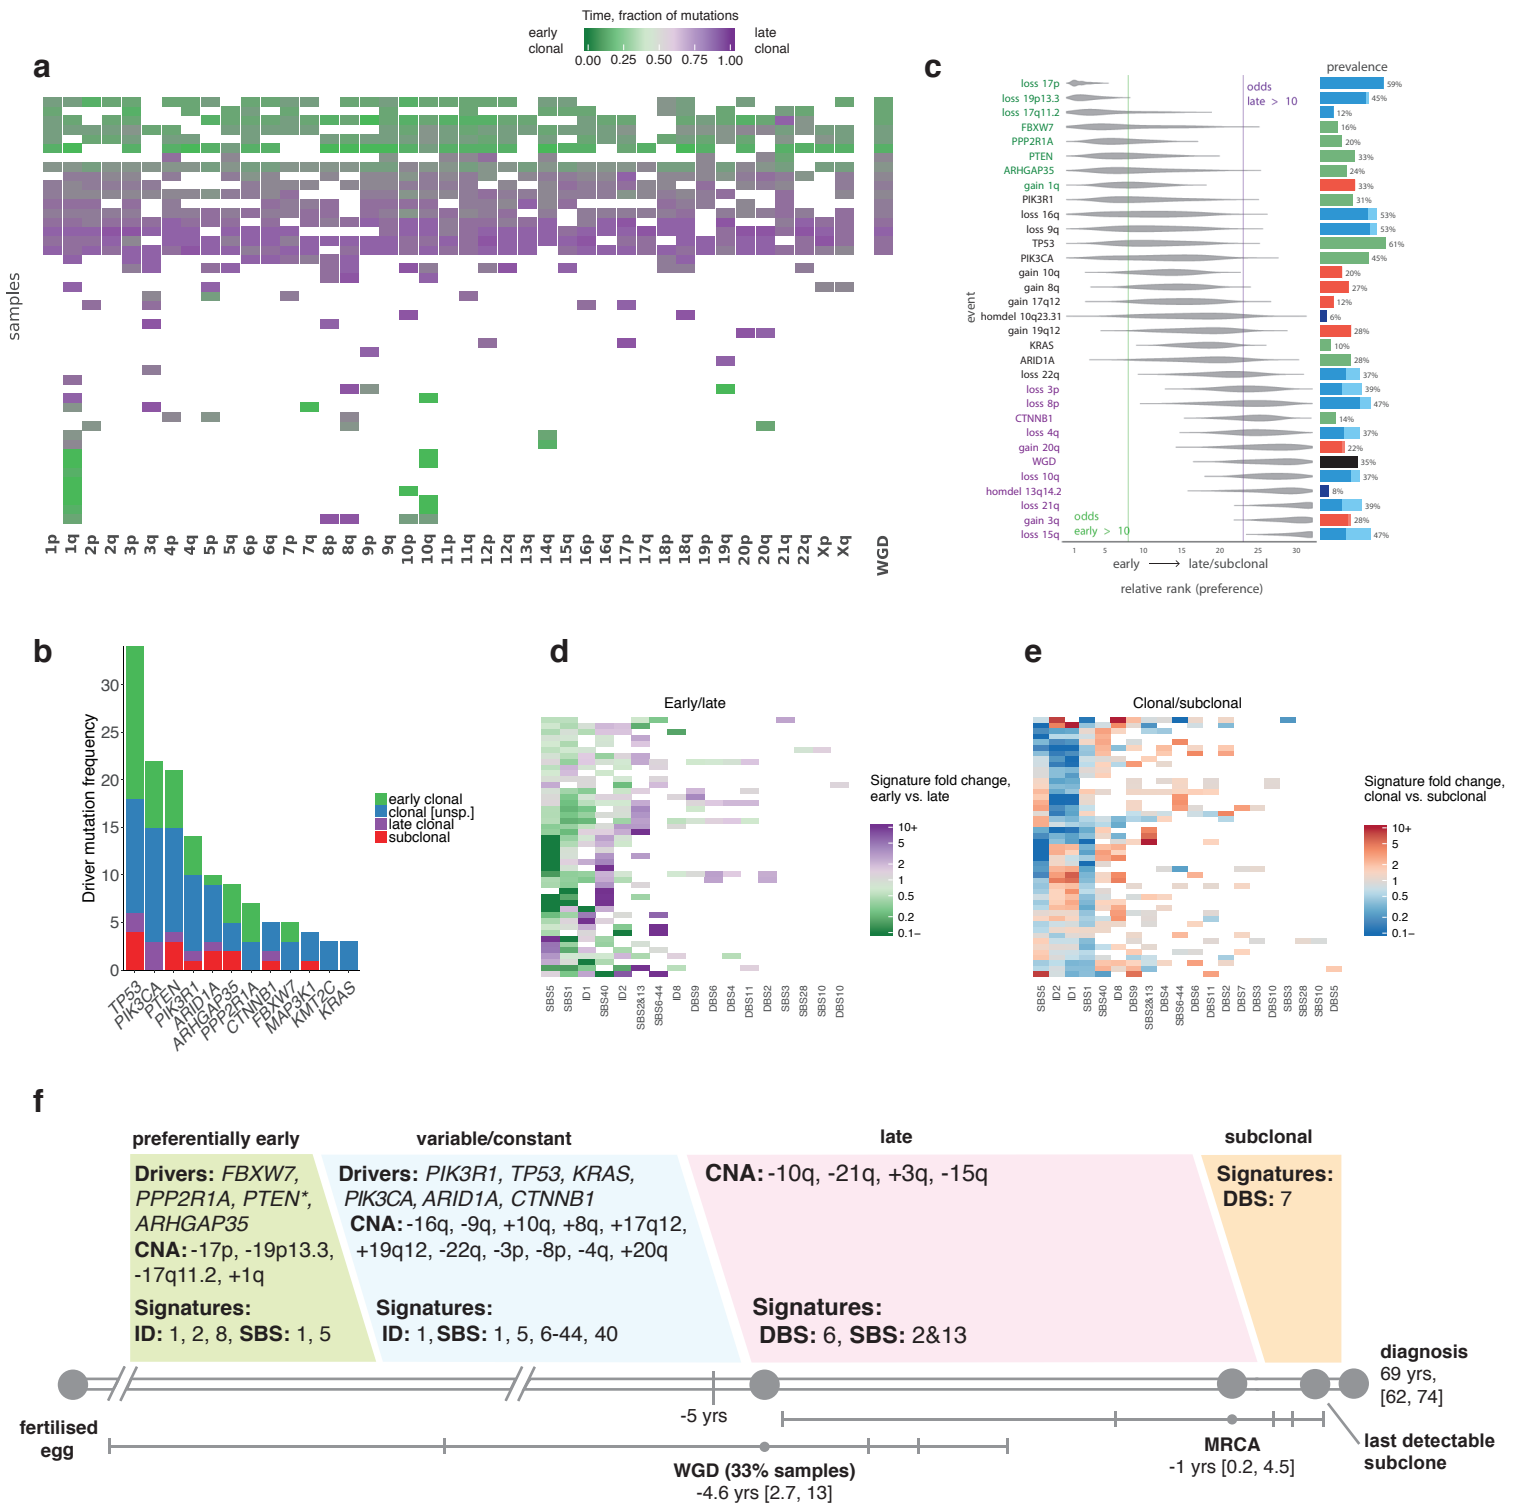 Time, fraction of mutations
early
clonal
late
clonal
0.00 0.25 0.50 0.75 1.00
a
samples
1p 1q 2p 2q 3p 3q 4p 4q 5p 5q 6p 6q 7p 7q 8p 8q 9p 9q 10p 10q 11p 11q 12p 12q 13q 14q 15q 16q 16p 17p 17q 18p 18q 19p 19q 20p 20q 21q 22q Xp Xq WGD
c
prevalence
event
loss 17p 59%
loss 19p13.3 45%
loss 17q11.2 12%
FBXW7 16%
PPP2R1A 20%
PTEN 33%
ARHGAP35 24%
gain 1q 33%
PIK3R1 31%
loss 16q 53%
loss 9q 53%
TP53 61%
PIK3CA 45%
gain 10q 20%
gain 8q 27%
gain 17q12 12%
homdel 10q23.31 6%
gain 19q12 28%
KRAS 10%
ARID1A 28%
loss 22q 37%
loss 3p 39%
loss 8p 47%
CTNNB1 14%
loss 4q 37%
gain 20q 22%
WGD 35%
loss 10q 37%
homdel 13q14.2 8%
loss 21q 39%
gain 3q 28%
loss 15q 47%
odds
late > 10
odds
early > 10
1 5 10 15 20 25 30
early late/subclonal
relative rank (preference)
b
Driver mutation frequency
30
25
20
15
10
5
0
early clonal
clonal [unsp.]
late clonal
subclonal
TP53 PIK3CA PTEN PIK3R1 ARID1A ARHGAP35 PPP2R1A CTNNB1 FBXW7 MAP3K1 KMT2C KRAS
d
Early/late
SBS5 SBS1 ID1 SBS40 ID2 SBS2&13 SBS6-44 ID8 DBS9 DBS6 DBS4 DBS11 DBS2 SBS3 SBS28 SBS10 DBS10
Signature fold change,
early vs. late
10+
5
2
1
0.5
0.2
0.1−
e
Clonal/subclonal
SBS5 ID2 ID1 SBS1 SBS40 ID8 DBS9 SBS2&13 DBS4 SBS6-44 DBS6 DBS11 DBS2 DBS7 DBS3 DBS10 SBS3 SBS28 SBS10 DBS5
Signature fold change,
clonal vs. subclonal
10+
5
2
1
0.5
0.2
0.1−
f
preferentially early
Drivers: FBXW7,
PPP2R1A, PTEN*,
ARHGAP35
CNA: -17p, -19p13.3,
-17q11.2, +1q
Signatures:
ID: 1, 2, 8, SBS: 1, 5
variable/constant
Drivers: PIK3R1, TP53, KRAS,
PIK3CA, ARID1A, CTNNB1
CNA: -16q, -9q, +10q, +8q, +17q12,
+19q12, -22q, -3p, -8p, -4q, +20q
Signatures:
ID: 1, SBS: 1, 5, 6-44, 40
late
CNA: -10q, -21q, +3q, -15q
Signatures:
DBS: 6, SBS: 2&13
subclonal
Signatures:
DBS: 7
diagnosis
69 yrs,
[62, 74]
fertilised
egg
-5 yrs
WGD (33% samples)
-4.6 yrs [2.7, 13]
MRCA
-1 yrs [0.2, 4.5]
last detectable
subclone